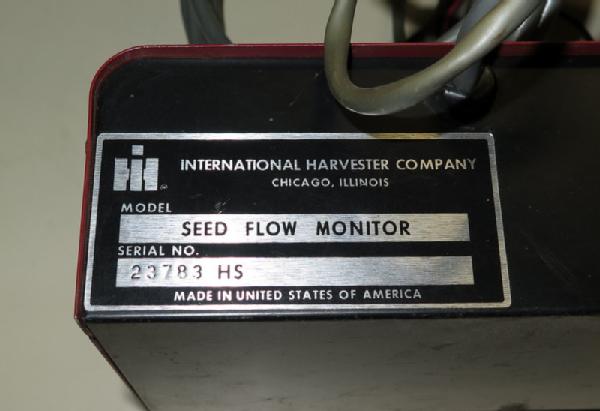 IH
INTERNATIONAL HARVESTER COMPANY
CHICAGO, ILLINOIS
MODEL
SEED FLOW MONITOR
SERIAL NO.
23783 HS
MADE IN UNITED STATES OF AMERICA